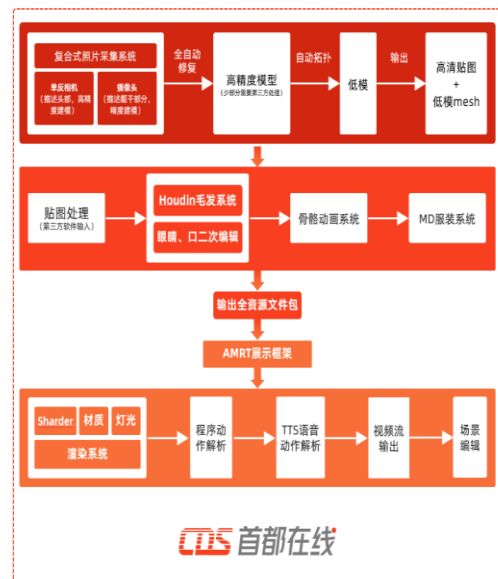 复合式照片采集系统
单反相机
(描述头部，高精
度建模)
摄像头
(描述躯干部分，
精度建模)
全自动
修复
高精度模型
(少部分需要第三方处理)
自动拓扑
低模
输出
高清贴图
+
低模mesh
贴图处理
(第三方软件输入)
Houdin毛发系统
眼睛、口二次编辑
骨骼动画系统
MD服装系统
输出全资源文件包
AMRT展示框架
Sharder
材质
灯光
渲染系统
程序动
作解析
TTS语音
动作解析
视频流
输出
场景
编辑
CDS 首都在线